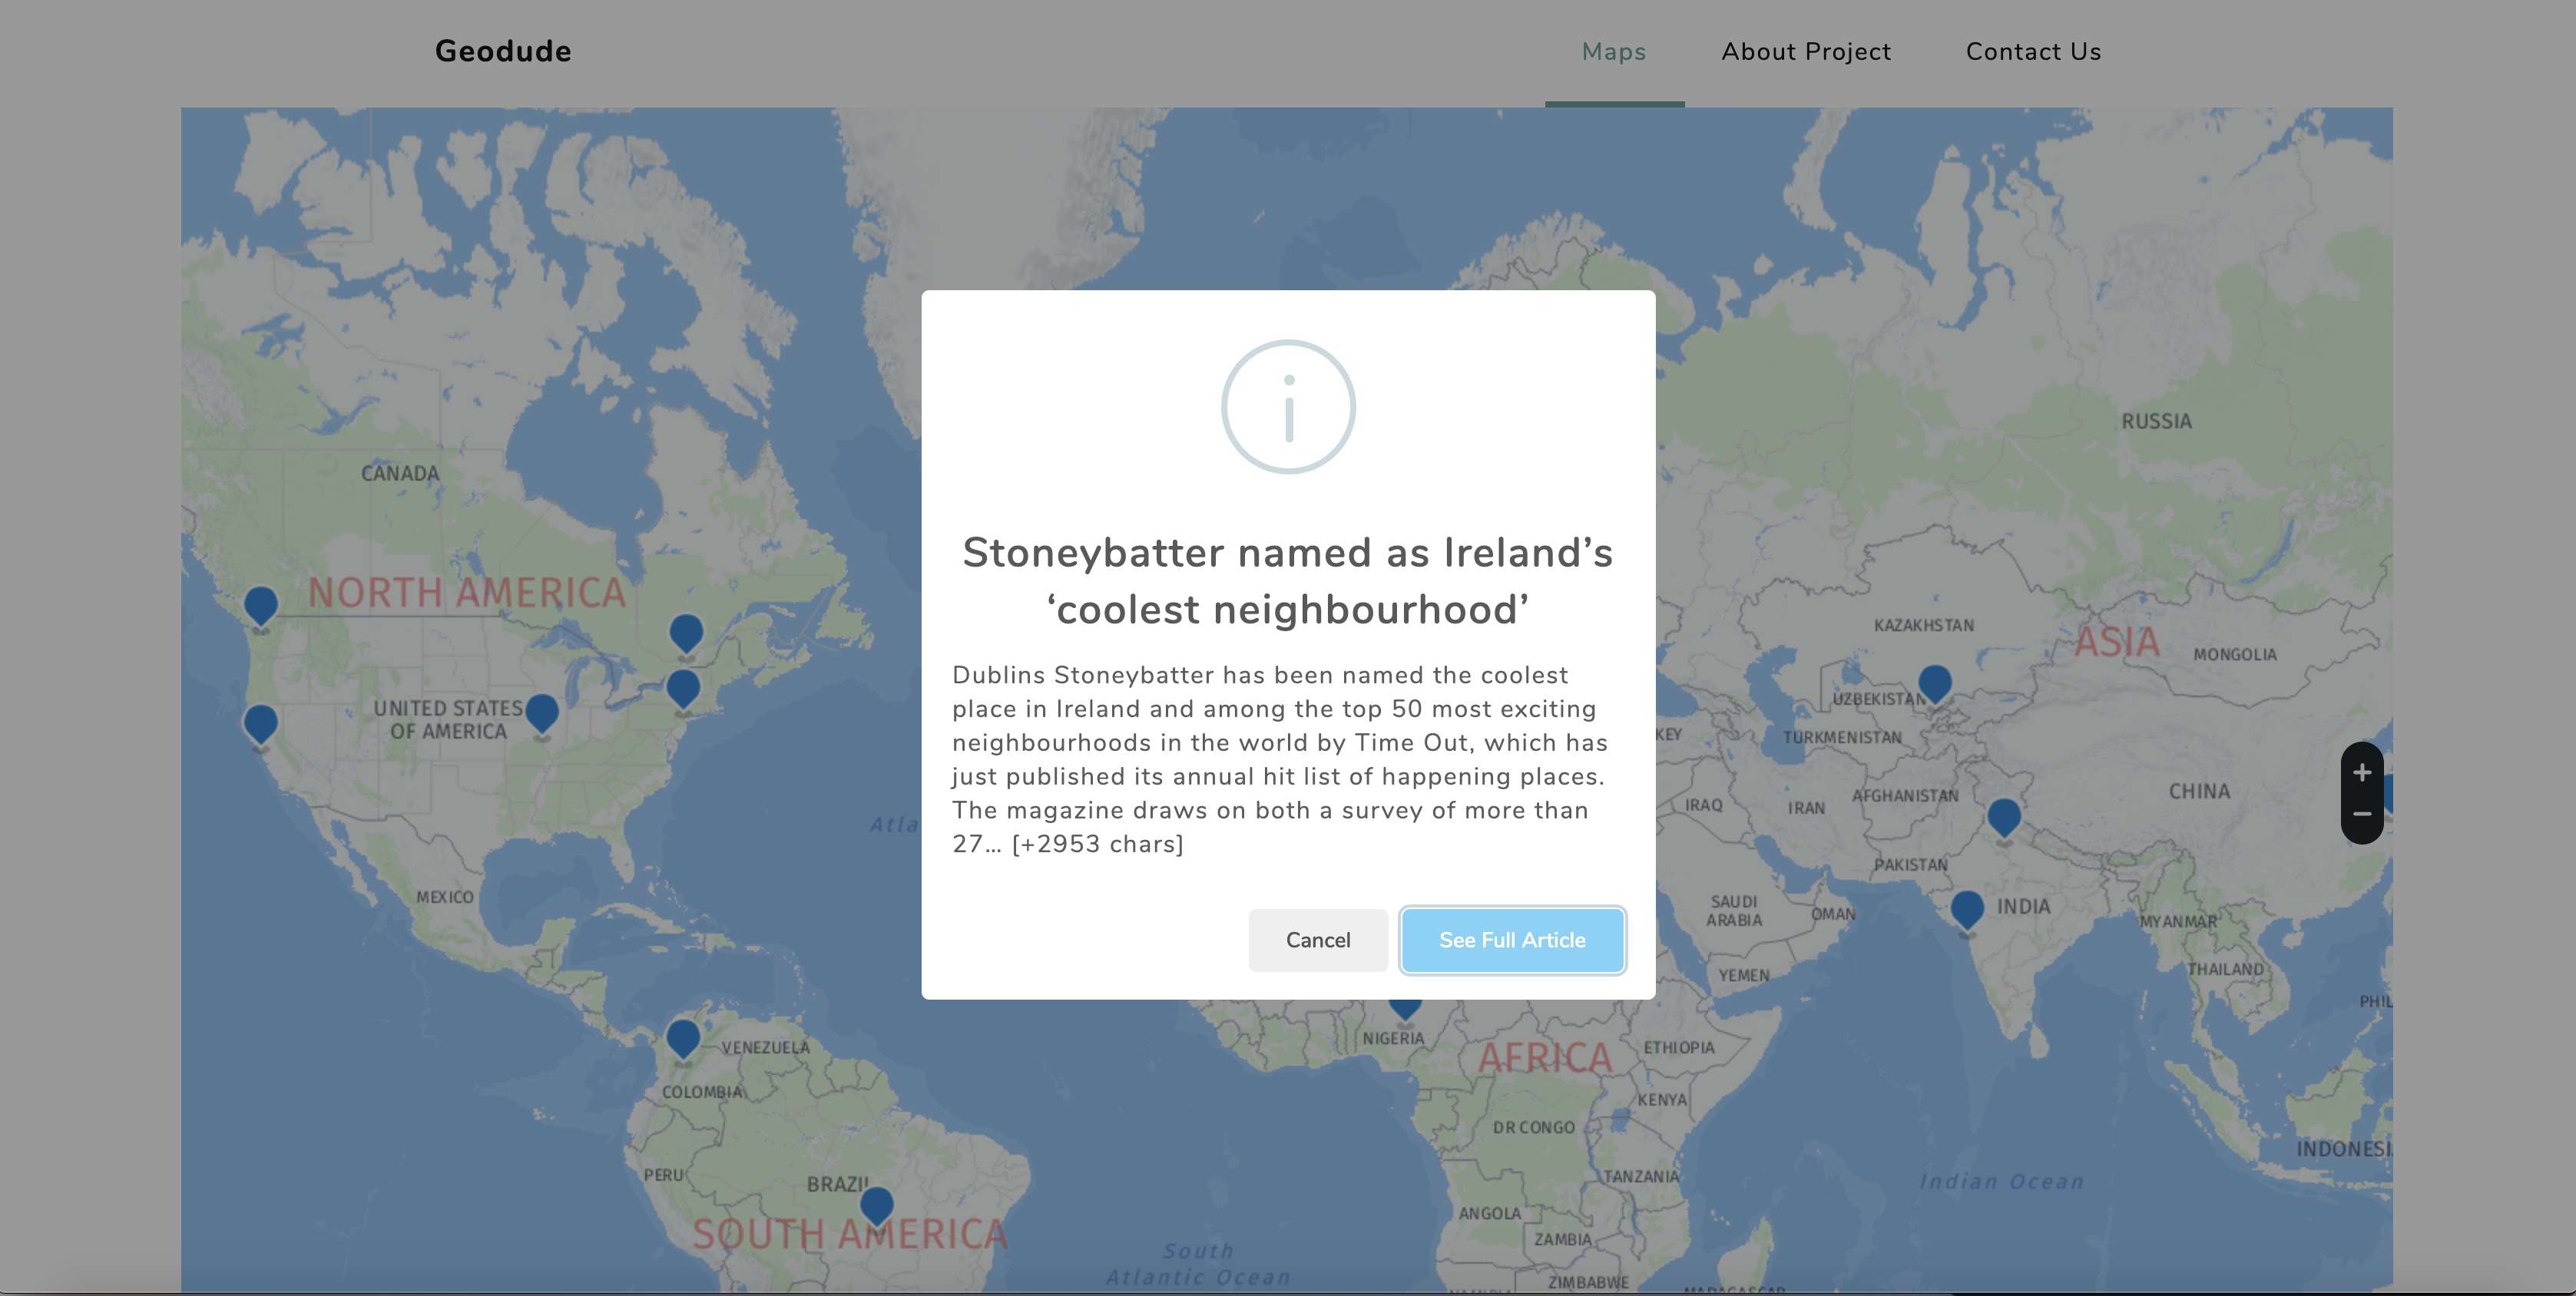 Geodude
Maps
About Project
Contact Us
Stoneybatter named as Ireland’s
‘coolest neighbourhood’
Dublins Stoneybatter has been named the coolest
place in Ireland and among the top 50 most exciting
neighbourhoods in the world by Time Out, which has
just published its annual hit list of happening places.
The magazine draws on both a survey of more than
27… [+2953 chars]
Cancel
See Full Article
CANADA
NORTH AMERICA
UNITED STATES
OF AMERICA
MEXICO
Atla
VENEZUELA
COLOMBIA
PERU
BRAZIL
SOUTH AMERICA
South
Atlantic Ocean
RUSSIA
KAZAKHSTAN
ASIA
MONGOLIA
UZBEKISTAN
KEY
TURKMENISTAN
CHINA
IRAQ
IRAN
AFGHANISTAN
PAKISTAN
SAUDI
ARABIA
OMAN
INDIA
MYANMAR
YEMEN
THAILAND
PHIL
NIGERIA
AFRICA
ETHIOPIA
KENYA
DR CONGO
TANZANIA
INDONESI
Indian Ocean
ANGOLA
ZAMBIA
ZIMBABWE
MADAGASCAR
+
−